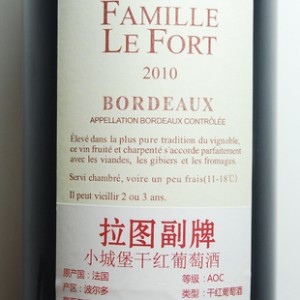 FAMILLE
LE FORT
2010
BORDEAUX
APPELLATION BORDEAUX CONTRÔLÉE
Élevé dans la plus pure tradition du vignoble,
ce vin fruité et charpenté s'accorde parfaitement
avec les viandes, les gibiers et les fromages.
Servi chambré, voire un peu frais(11-18°C)
Il peut vieillir 2 ou 3 ans.
拉图副牌
小城堡干红葡萄酒
原产国:法国 等级:AOC
产区:波尔多 类型:干红葡萄酒